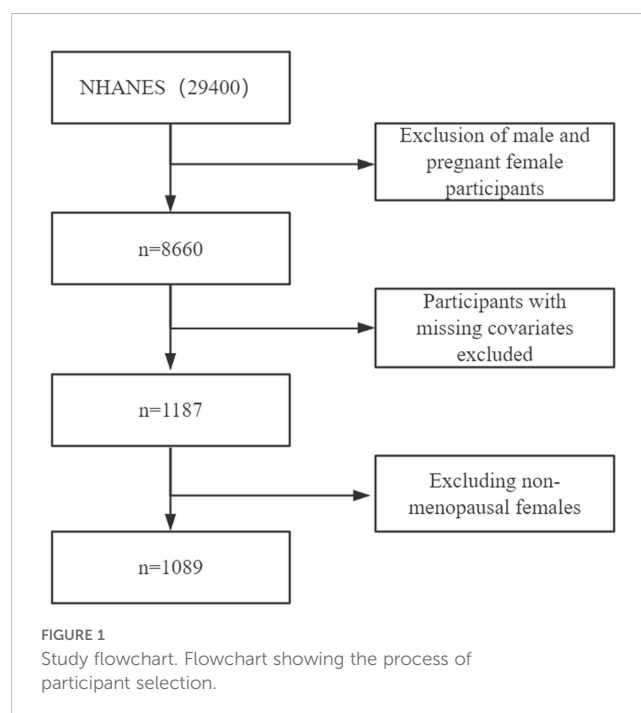 NHANES (29400)
Exclusion of male and
pregnant female
participants
n=8660
Participants with
missing covariates
excluded
n=1187
Excluding non-
menopausal females
n=1089
FIGURE 1
Study flowchart. Flowchart showing the process of
participant selection.